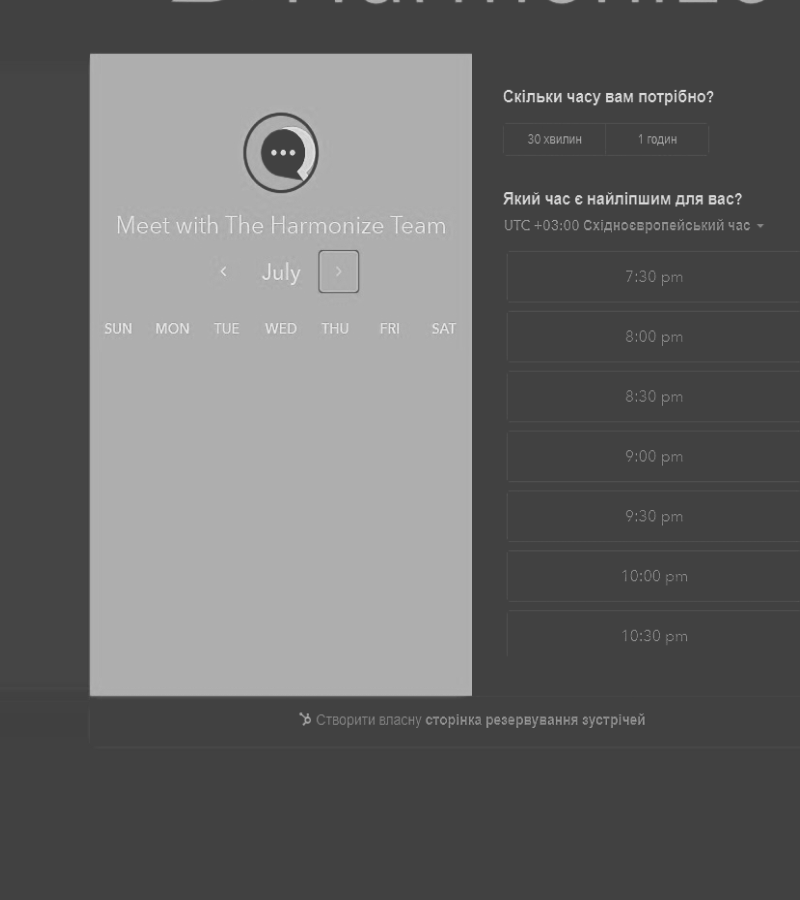 Harmonize
Meet with The Harmonize Team
July
SUN MON TUE WED THU FRI SAT
Скільки часу вам потрібно?
30 хвилин 1 годин
Який час є найліпшим для вас?
UTC +03:00 Східноєвропейський час
7:30 pm
8:00 pm
8:30 pm
9:00 pm
9:30 pm
10:00 pm
10:30 pm
Створити власну сторінка резервування зустрічей